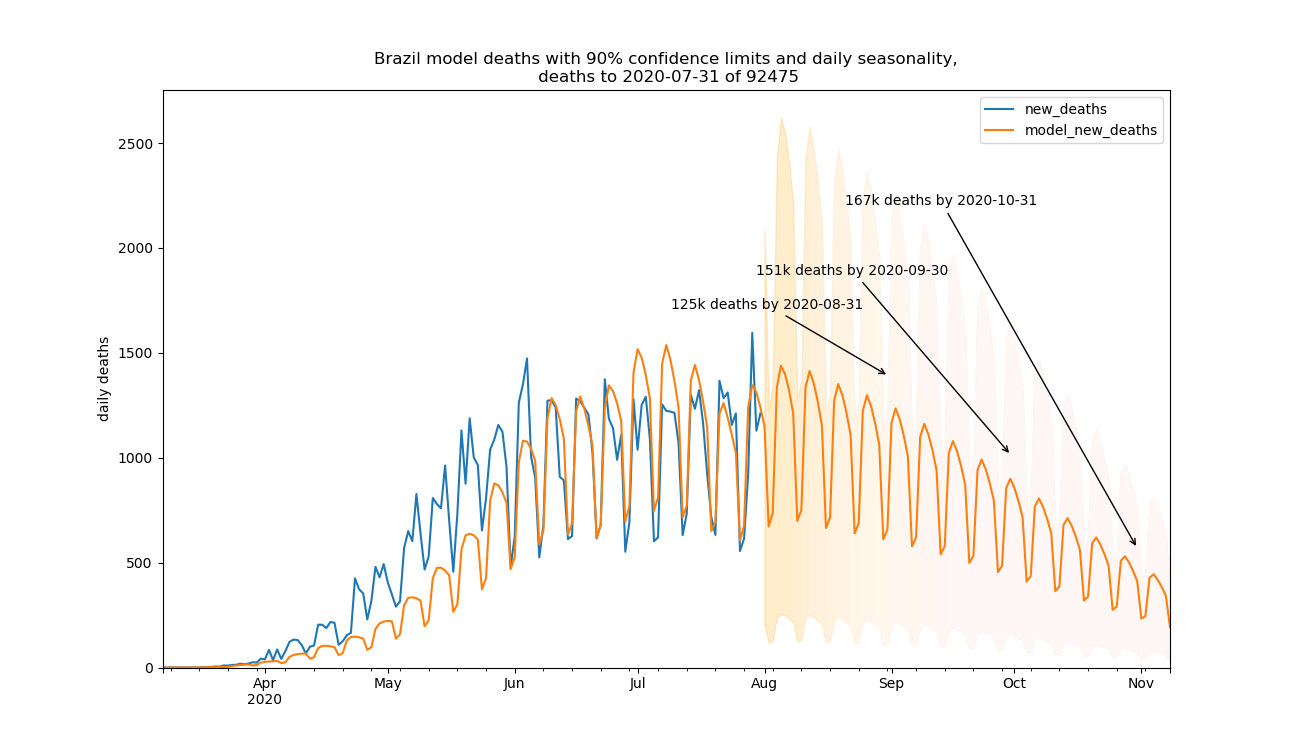 Brazil model deaths with 90% confidence limits and daily seasonality,
deaths to 2020-07-31 of 92475
new_deaths
model_new_deaths
2500
2000
1500
1000
500
0
daily deaths
167k deaths by 2020-10-31
151k deaths by 2020-09-30
125k deaths by 2020-08-31
Apr
2020
May
Jun
Jul
Aug
Sep
Oct
Nov